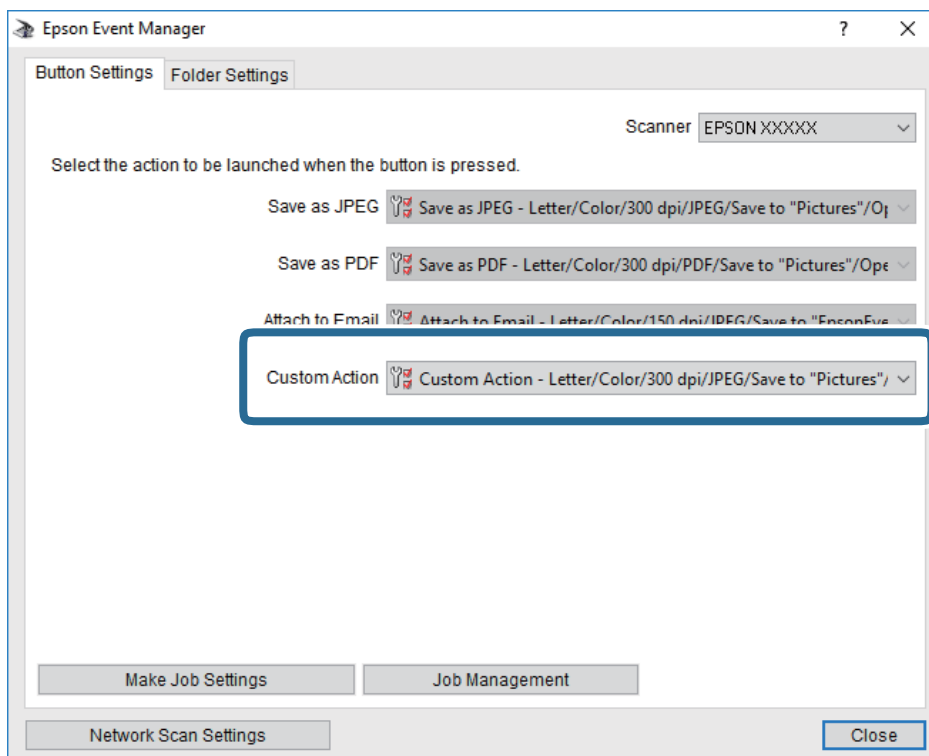 Epson Event Manager ?
Button Settings Folder Settings
Scanner EPSON XXXXX
Select the action to be launched when the button is pressed.
Save as JPEG Save as JPEG - Letter/Color/300 dpi/JPEG/Save to "Pictures"/Op
Save as PDF Save as PDF - Letter/Color/300 dpi/PDF/Save to "Pictures"/Ope
Attach to Email Attach to Email - Letter/Color/150 dpi/JPEG/Save to "EpsonEve
Custom Action Custom Action - Letter/Color/300 dpi/JPEG/Save to "Pictures"/
Make Job Settings Job Management
Network Scan Settings Close